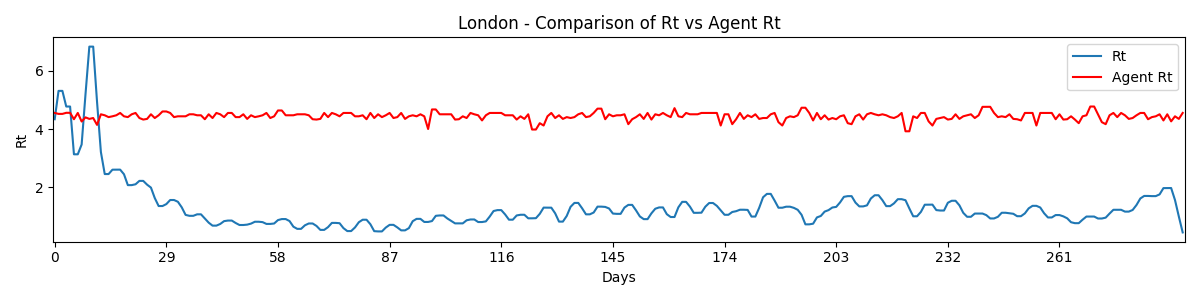 London - Comparison of Rt vs Agent Rt
Rt
Agent Rt
6
4
2
Rt
0 29 58 87 116 145 174 203 232 261
Days